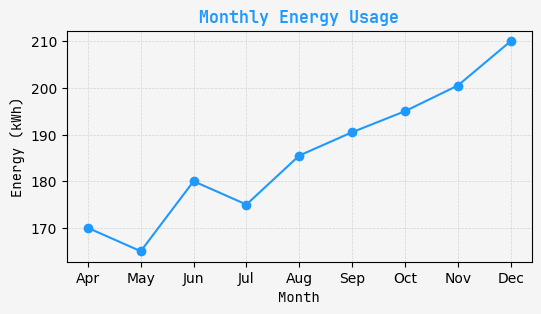 Monthly Energy Usage
210
200
190
180
170
Energy (kWh)
Apr May Jun Jul Aug Sep Oct Nov Dec
Month